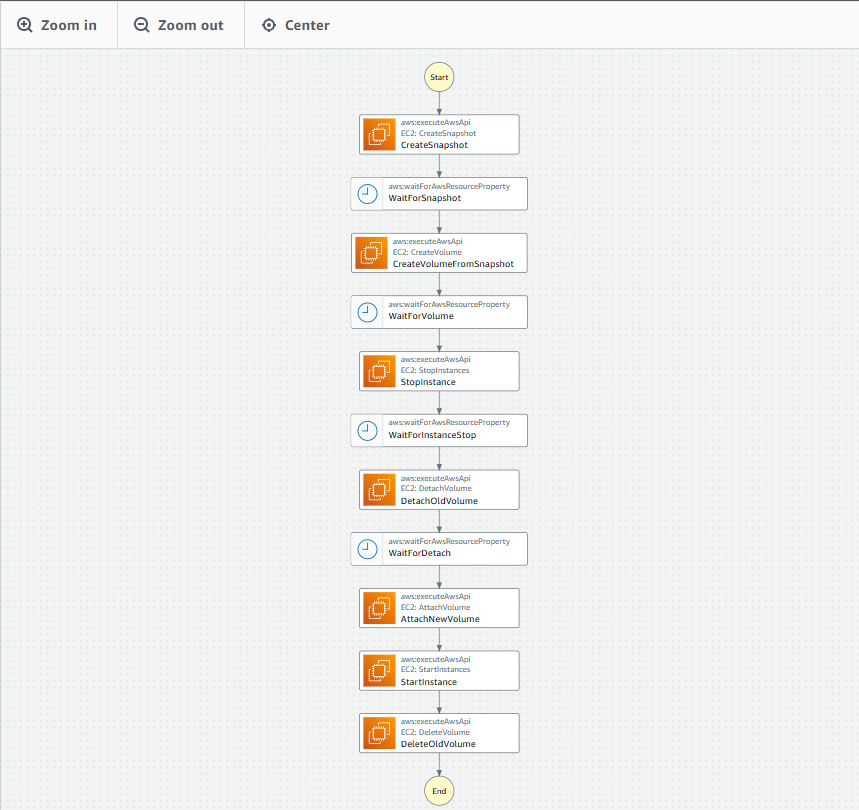 Zoom in
Zoom out
Center
Start
aws:executeAwsApi
EC2: CreateSnapshot
CreateSnapshot
aws:waitForAwsResourceProperty
WaitForSnapshot
aws:executeAwsApi
EC2: CreateVolume
CreateVolumeFromSnapshot
aws:waitForAwsResourceProperty
WaitForVolume
aws:executeAwsApi
EC2: StopInstances
StopInstance
aws:waitForAwsResourceProperty
WaitForInstanceStop
aws:executeAwsApi
EC2: DetachVolume
DetachOldVolume
aws:waitForAwsResourceProperty
WaitForDetach
aws:executeAwsApi
EC2: AttachVolume
AttachNewVolume
aws:executeAwsApi
EC2: StartInstances
StartInstance
aws:executeAwsApi
EC2: DeleteVolume
DeleteOldVolume
End